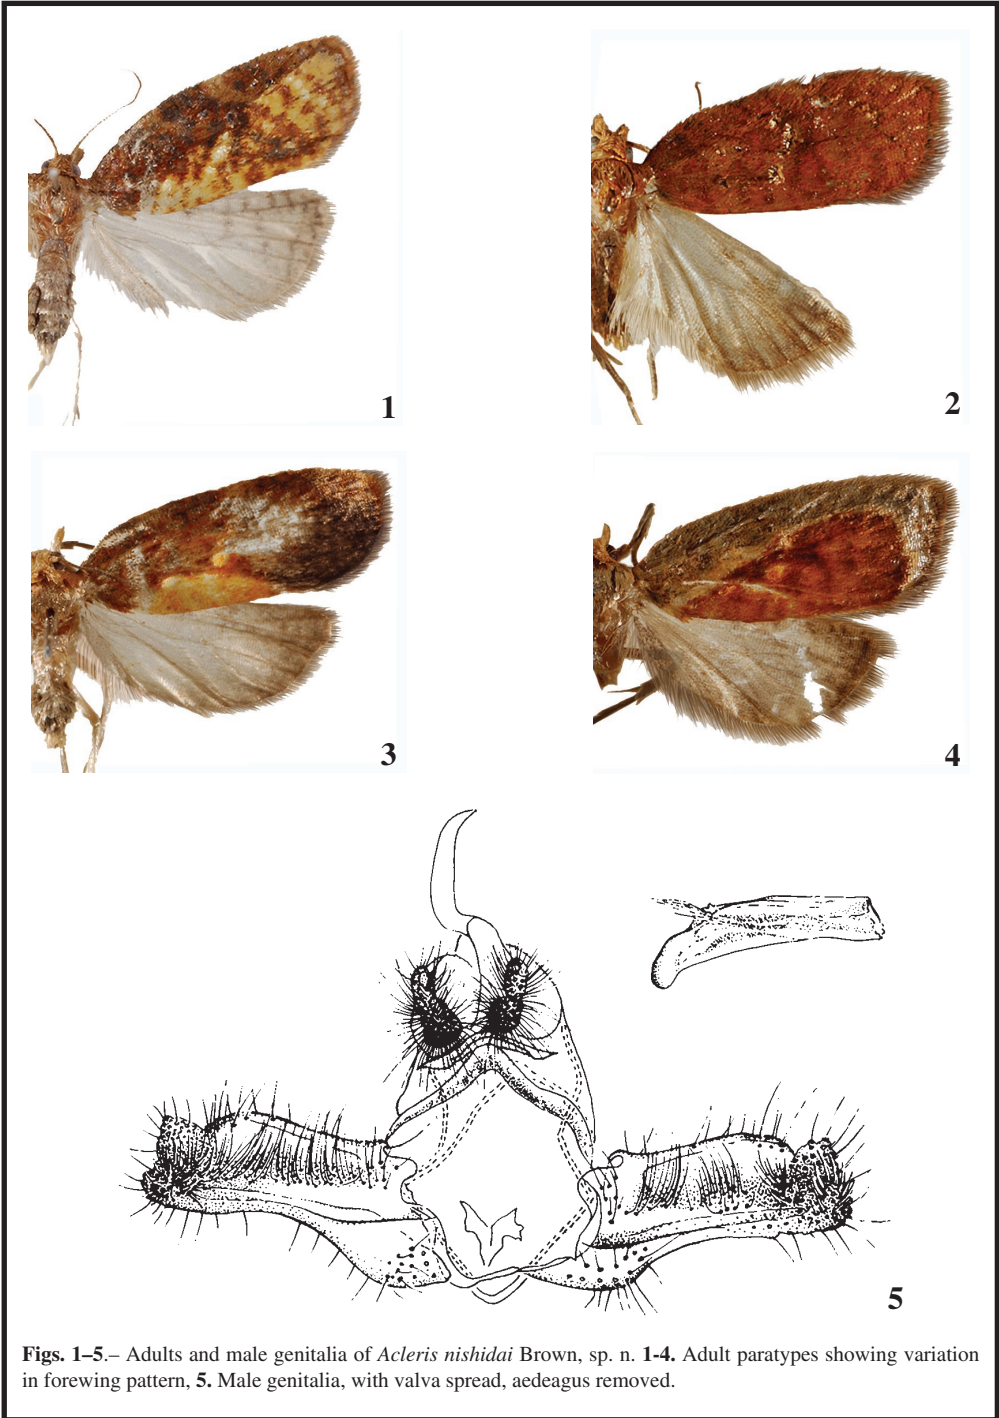 1
2
3
4
5
Figs. 1–5.– Adults and male genitalia of Acleris nishidai Brown, sp. n. 1-4. Adult paratypes showing variation
in forewing pattern, 5. Male genitalia, with valva spread, aedeagus removed.